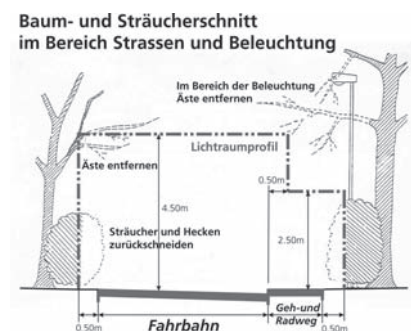 Baum- und Sträucherschnitt
im Bereich Strassen und Beleuchtung
Im Bereich der Beleuchtung
Äste entfernen
Lichtraumprofil
Äste entfernen
0.50m
4.50m
Sträucher und Hecken
zurückschneiden
2.50m
0.50m
Fahrbahn
Geh-und
Radweg
0.50m